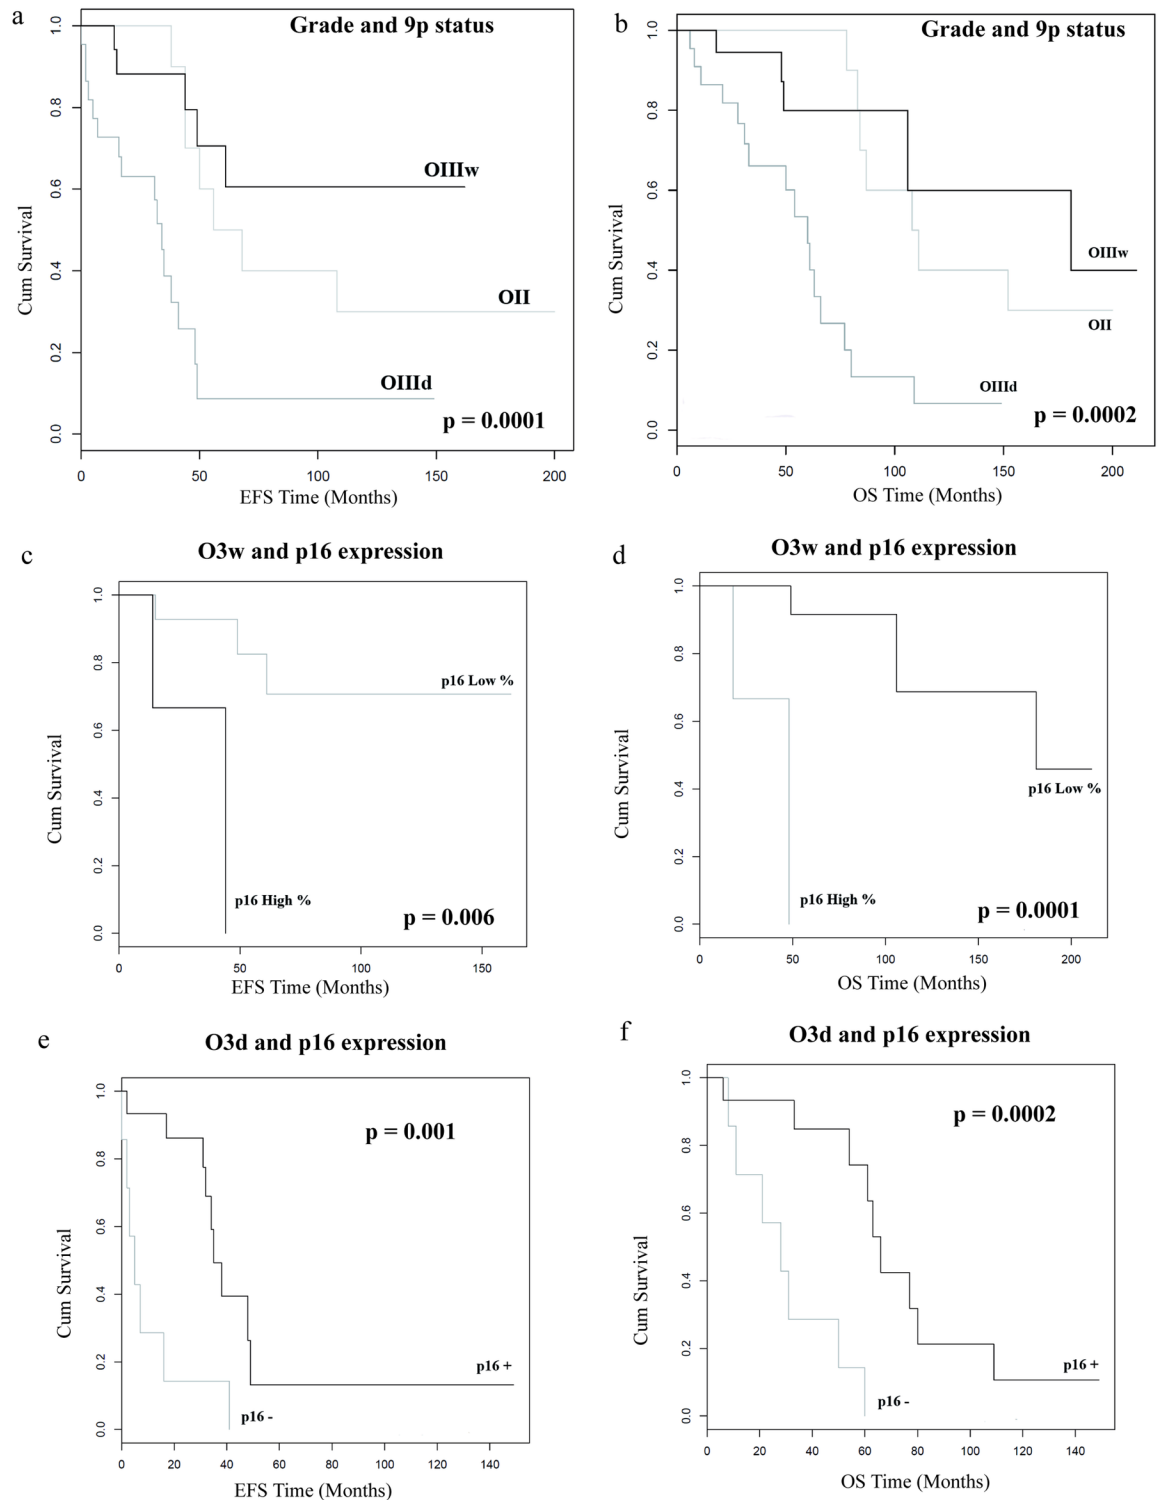 a
Grade and 9p status
Cum Survival
1.0
0.8
0.6
0.4
0.2
0.0
OIIIw
OII
OIIId
p = 0.0001
0 50 100 150 200
EFS Time (Months)
b
Grade and 9p status
Cum Survival
1.0
0.8
0.6
0.4
0.2
0.0
OIIIw
OII
OIIId
p = 0.0002
0 50 100 150 200
OS Time (Months)
c
O3w and p16 expression
Cum Survival
1.0
0.8
0.6
0.4
0.2
0.0
p16 Low %
p16 High %
p = 0.006
0 50 100 150
EFS Time (Months)
d
O3w and p16 expression
Cum Survival
1.0
0.8
0.6
0.4
0.2
0.0
p16 Low %
p16 High %
p = 0.0001
0 50 100 150 200
OS Time (Months)
e
O3d and p16 expression
Cum Survival
1.0
0.8
0.6
0.4
0.2
0.0
p = 0.001
p16 +
p16 -
0 20 40 60 80 100 120 140
EFS Time (Months)
f
O3d and p16 expression
Cum Survival
1.0
0.8
0.6
0.4
0.2
0.0
p = 0.0002
p16 +
p16 -
0 20 40 60 80 100 120 140
OS Time (Months)